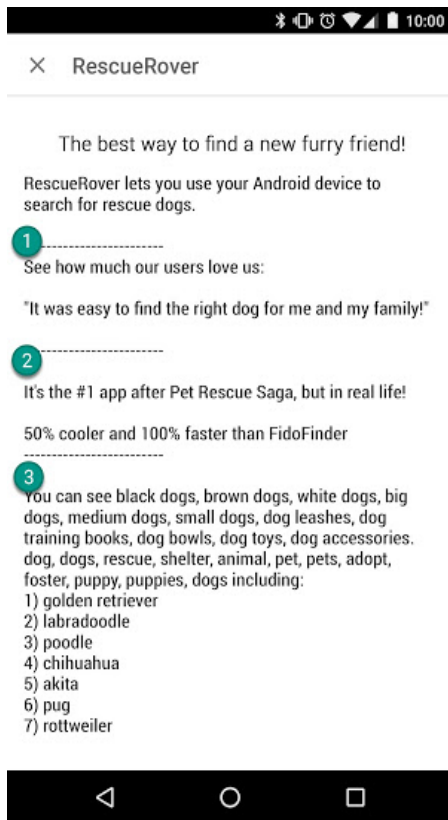 10:00
RescueRover
The best way to find a new furry friend!
RescueRover lets you use your Android device to
search for rescue dogs.
1
----------------------
See how much our users love us:
"It was easy to find the right dog for me and my family!"
----------------------
2
It's the #1 app after Pet Rescue Saga, but in real life!
50% cooler and 100% faster than FidoFinder
-------------------------
3
You can see black dogs, brown dogs, white dogs, big
dogs, medium dogs, small dogs, dog leashes, dog
training books, dog bowls, dog toys, dog accessories.
dog, dogs, rescue, shelter, animal, pet, pets, adopt,
foster, puppy, puppies, dogs including:
1) golden retriever
2) labradoodle
3) poodle
4) chihuahua
5) akita
6) pug
7) rottweiler